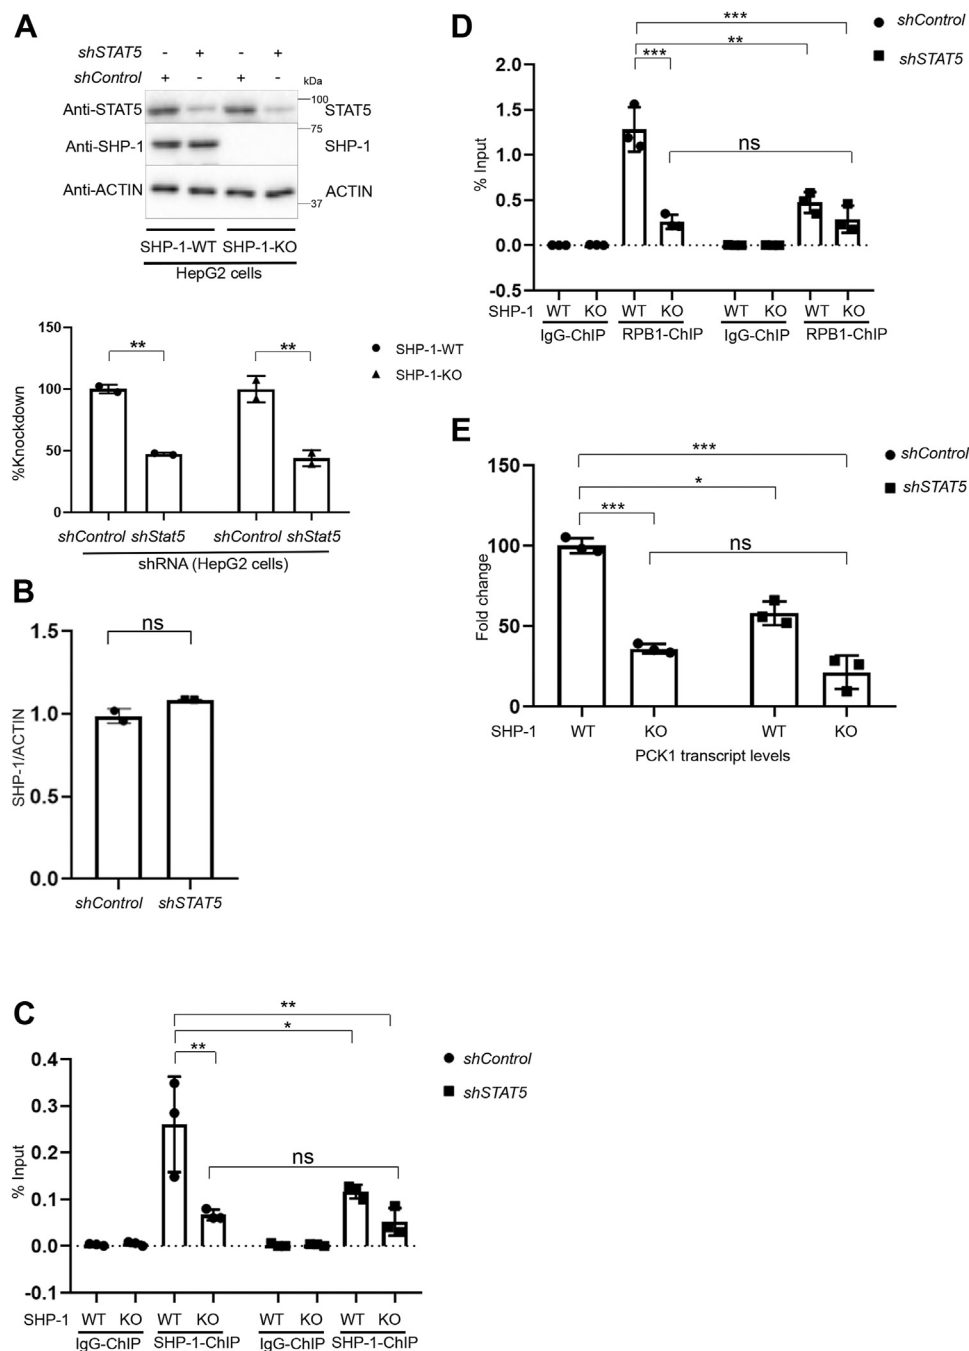 A
shSTAT5 - + - +
shControl + - + -
kDa
Anti-STAT5 100 STAT5
75
Anti-SHP-1 SHP-1
Anti-ACTIN ACTIN
37
SHP-1-WT SHP-1-KO
HepG2 cells
150
100
50
0
%Knockdown
** **
SHP-1-WT
SHP-1-KO
shControl shStat5 shControl shStat5
shRNA (HepG2 cells)
B
1.5
1.0
0.5
0.0
SHP-1/ACTIN
ns
shControl shSTAT5
C
**
*
**
ns
shControl
shSTAT5
0.4
0.3
0.2
0.1
0.0
-0.1
% Input
SHP-1 WT KO WT KO WT KO WT KO
IgG-ChIP SHP-1-ChIP IgG-ChIP SHP-1-ChIP
D
***
**
***
ns
shControl
shSTAT5
2.0
1.5
1.0
0.5
0.0
-0.5
% Input
SHP-1 WT KO WT KO WT KO WT KO
IgG-ChIP RPB1-ChIP IgG-ChIP RPB1-ChIP
E
***
*
***
ns
shControl
shSTAT5
150
100
50
0
Fold change
SHP-1 WT KO WT KO
PCK1 transcript levels